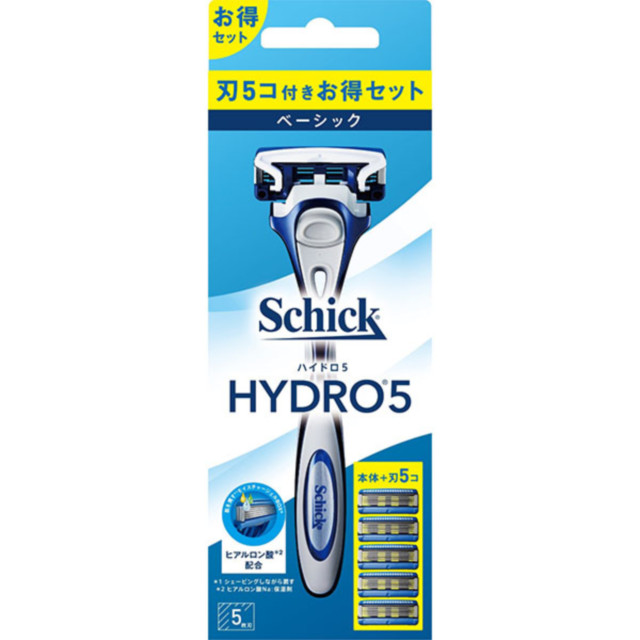 お得
セット
刃5コ付きお得セット
ベーシック
Schick®
ハイドロ5
HYDRO®5
Schick
本体+刃5コ
ヒアルロン酸*2
配合
*1 シェービングしながら潤す
*2 ヒアルロン酸Na:保湿剤
5枚刃